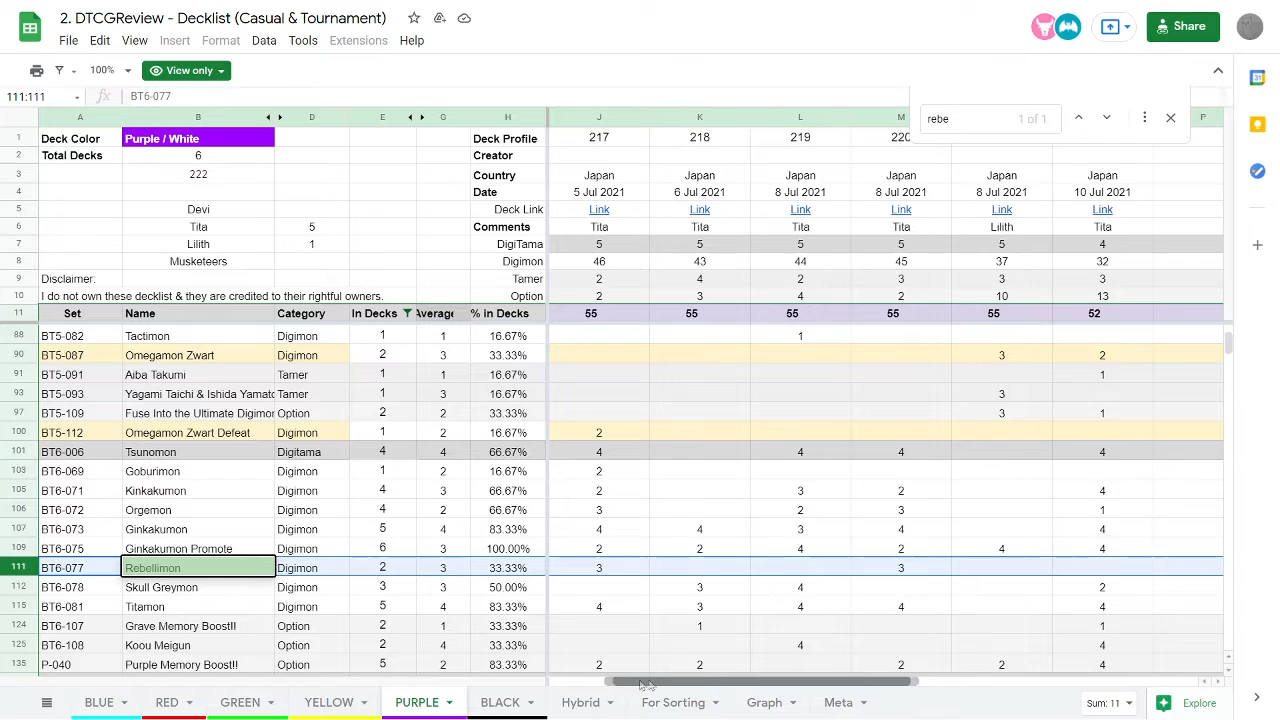 2. DTCGReview - Decklist (Casual & Tournament)
File Edit View Insert Format Data Tools Extensions Help
Share
100% View only
111:111 fx BT6-077
rebe 1 of 1
A B D E G H J K L M P
1 Deck Color Purple / White Deck Profile 217 218 219 220
2 Total Decks 6 Creator
3 222 Country Japan Japan Japan Japan Japan Japan
4 Date 5 Jul 2021 6 Jul 2021 8 Jul 2021 8 Jul 2021 8 Jul 2021 10 Jul 2021
5 Devi Deck Link Link Link Link Link Link Link
6 Tita 5 Comments Tita Tita Tita Tita Lilith Tita
7 Lilith 1 DigiTama 5 5 5 5 5 4
8 Musketeers Digimon 46 43 44 45 37 32
9 Disclaimer: Tamer 2 4 2 3 3 3
10 I do not own these decklist & they are credited to their rightful owners. Option 2 3 4 2 10 13
11 Set Name Category In Decks Average % in Decks 55 55 55 55 55 52
88 BT5-082 Tactimon Digimon 1 1 16.67% 1
90 BT5-087 Omegamon Zwart Digimon 2 3 33.33% 3 2
91 BT5-091 Aiba Takumi Tamer 1 1 16.67% 1
93 BT5-093 Yagami Taichi & Ishida Yamato Tamer 1 3 16.67% 3
97 BT5-109 Fuse Into the Ultimate Digimon Option 2 2 33.33% 3 1
100 BT5-112 Omegamon Zwart Defeat Digimon 1 2 16.67% 2
101 BT6-006 Tsunomon Digitama 4 4 66.67% 4 4 4 4
103 BT6-069 Goburimon Digimon 1 2 16.67% 2
105 BT6-071 Kinkakumon Digimon 4 3 66.67% 2 3 2 4
106 BT6-072 Orgemon Digimon 4 2 66.67% 3 2 3 1
107 BT6-073 Ginkakumon Digimon 5 4 83.33% 4 4 3 4 4
109 BT6-075 Ginkakumon Promote Digimon 6 3 100.00% 2 2 4 2 4 4
111 BT6-077 Rebellimon Digimon 2 3 33.33% 3 3
112 BT6-078 Skull Greymon Digimon 3 3 50.00% 3 4 2
115 BT6-081 Titamon Digimon 5 4 83.33% 4 3 4 4 4
124 BT6-107 Grave Memory Boost!! Option 2 1 33.33% 1 1
125 BT6-108 Koou Meigun Option 2 4 33.33% 4 4
135 P-040 Purple Memory Boost!! Option 5 2 83.33% 2 2 2 2 4
BLUE RED GREEN YELLOW PURPLE BLACK Hybrid For Sorting Graph Meta Sum: 11 Explore